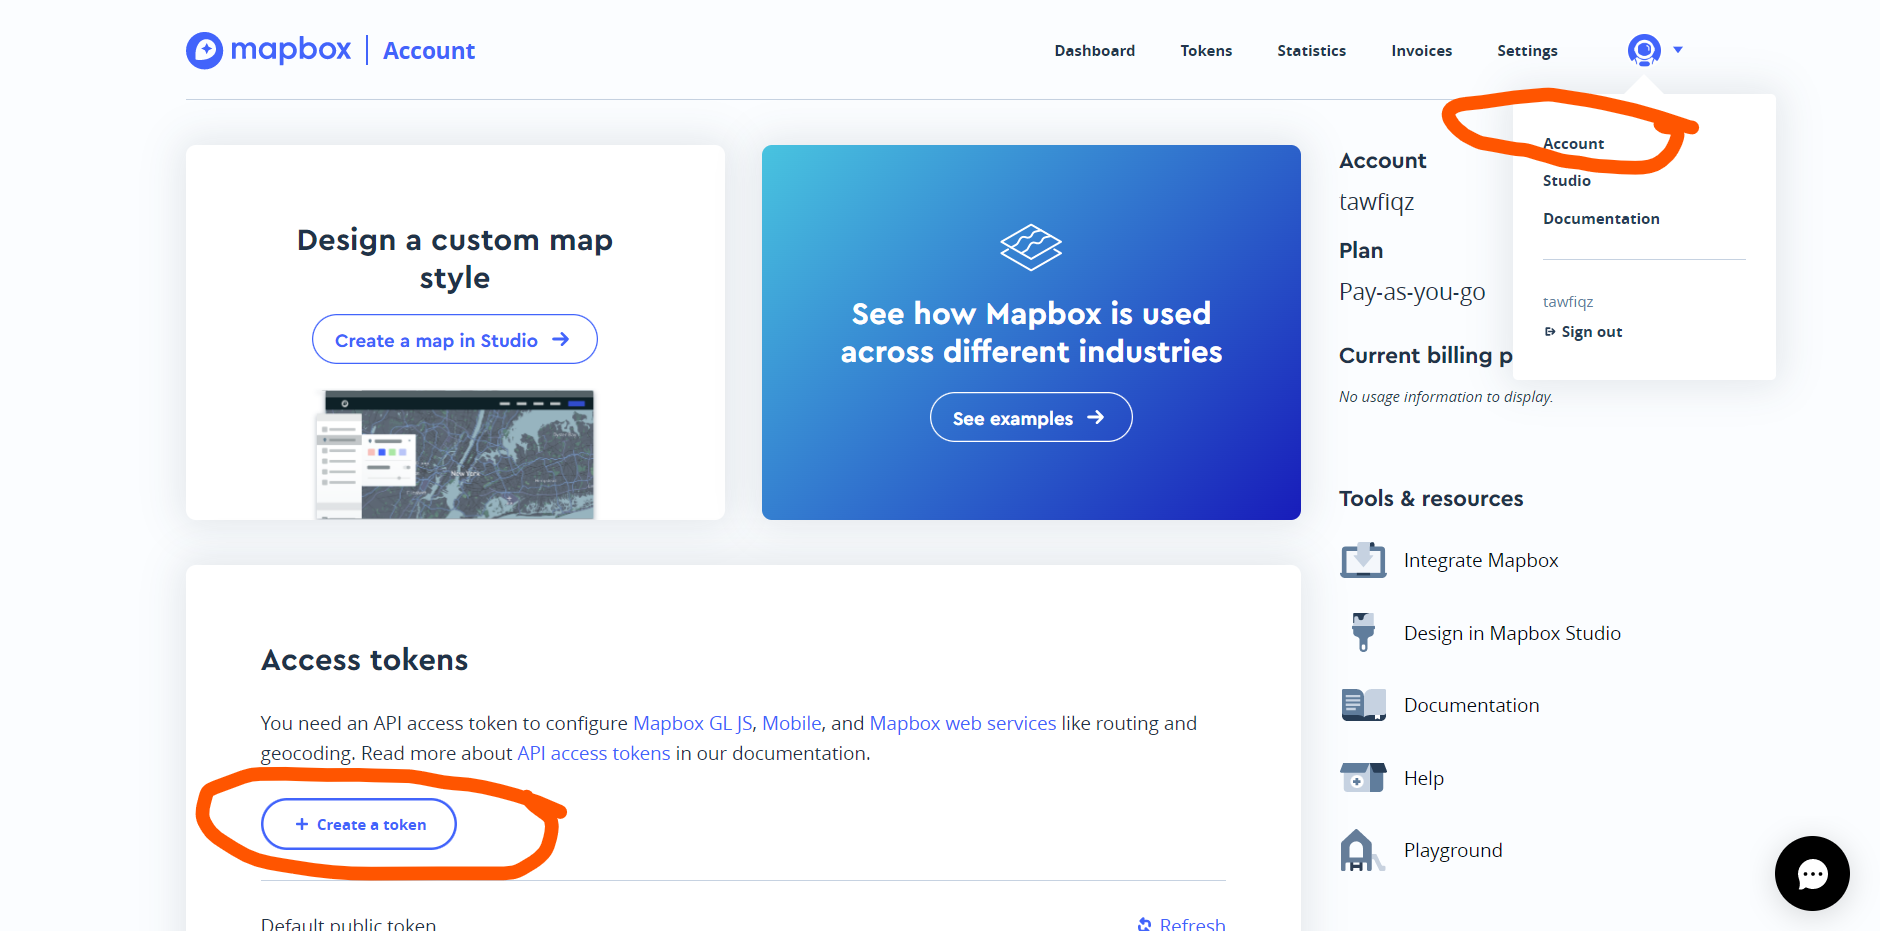 mapbox | Account
Dashboard
Tokens
Statistics
Invoices
Settings
Account
Studio
Documentation
tawfiqz
Sign out
Design a custom map
style
Create a map in Studio
New York
See how Mapbox is used
across different industries
See examples
Account
tawfiqz
Plan
Pay-as-you-go
Current billing p
No usage information to display.
Tools & resources
Integrate Mapbox
Design in Mapbox Studio
Documentation
Help
Playground
Access tokens
You need an API access token to configure Mapbox GL JS, Mobile, and Mapbox web services like routing and
geocoding. Read more about API access tokens in our documentation.
+ Create a token
Default public token
Refresh